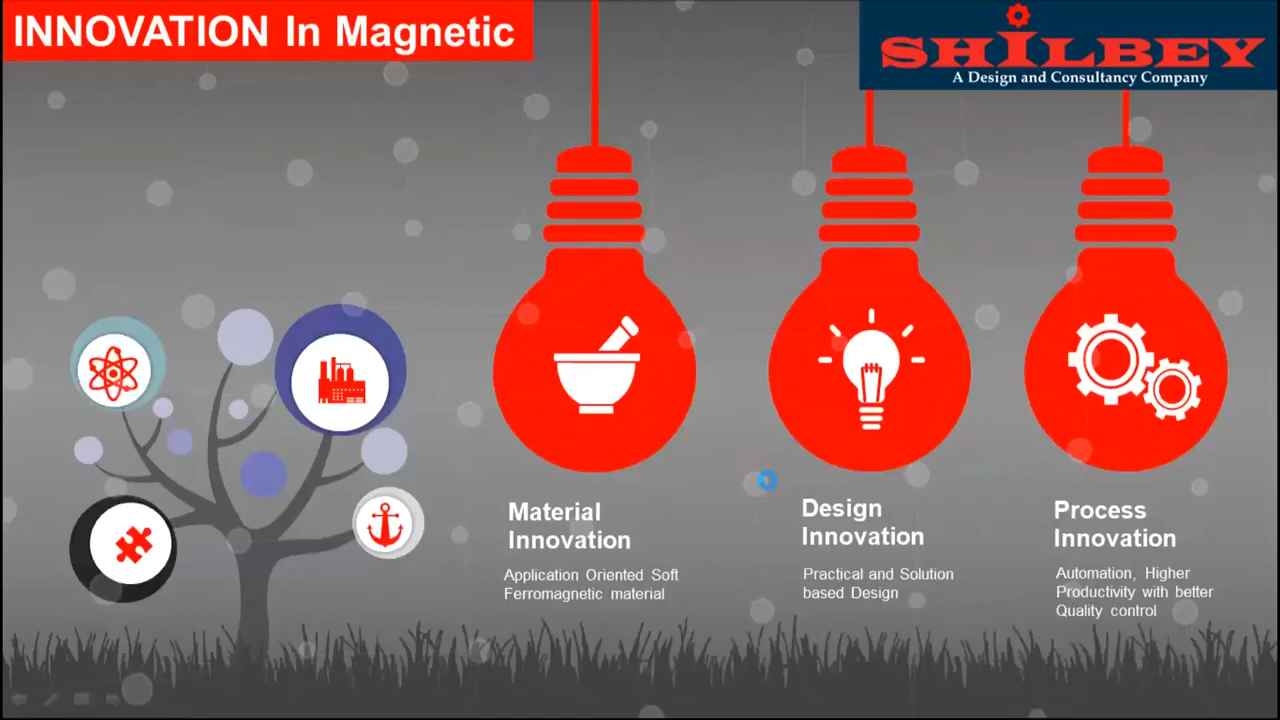 INNOVATION In Magnetic
SHiLBEY
A Design and Consultancy Company
Material
Innovation
Application Oriented Soft
Ferromagnetic material
Design
Innovation
Practical and Solution
based Design
Process
Innovation
Automation, Higher
Productivity with better
Quality control